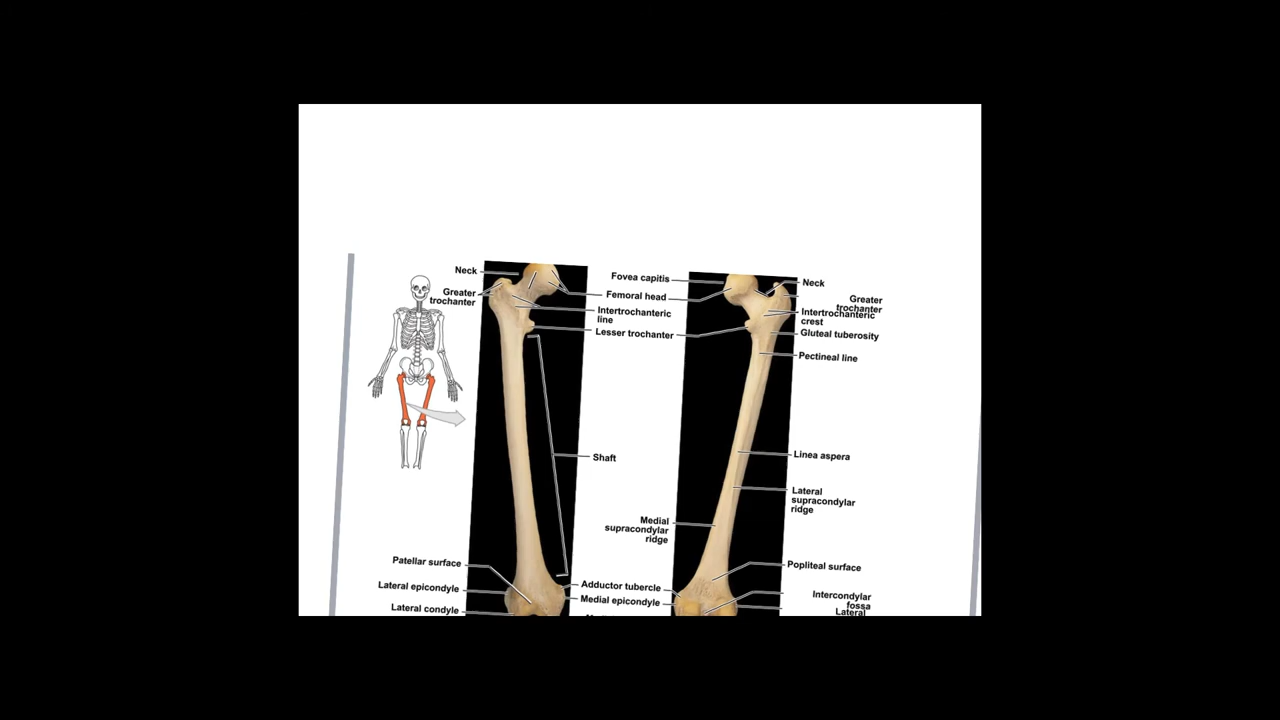 Neck
Greater
trochanter
Fovea capitis
Femoral head
Intertrochanteric
line
Lesser trochanter
Neck
Greater
trochanter
Intertrochanteric
crest
Gluteal tuberosity
Pectineal line
Shaft
Linea aspera
Lateral
supracondylar
ridge
Medial
supracondylar
ridge
Patellar surface
Lateral epicondyle
Lateral condyle
Adductor tubercle
Medial epicondyle
Popliteal surface
Intercondylar
fossa
Lateral